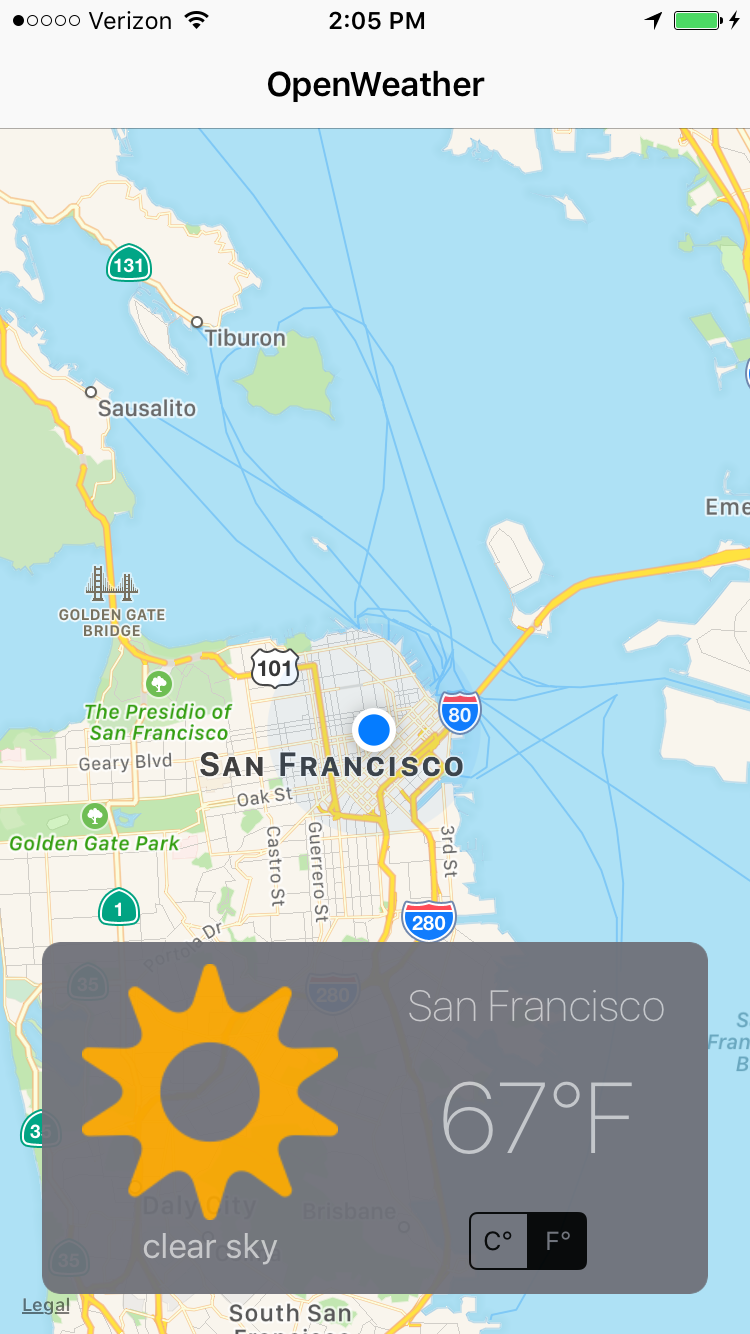 Verizon 2:05 PM
OpenWeather
131
Tiburon
Sausalito
Eme
GOLDEN GATE
BRIDGE
101
The Presidio of
San Francisco
80
Geary Blvd
SAN FRANCISCO
Oak St
Golden Gate Park
Castro St
Guerrero St
3rd St
1
280
35
280
San Francisco
67°F
S
Fran
B
35
Daly City
Brisbane
clear sky
C° F°
35
Legal
South San
Francisco